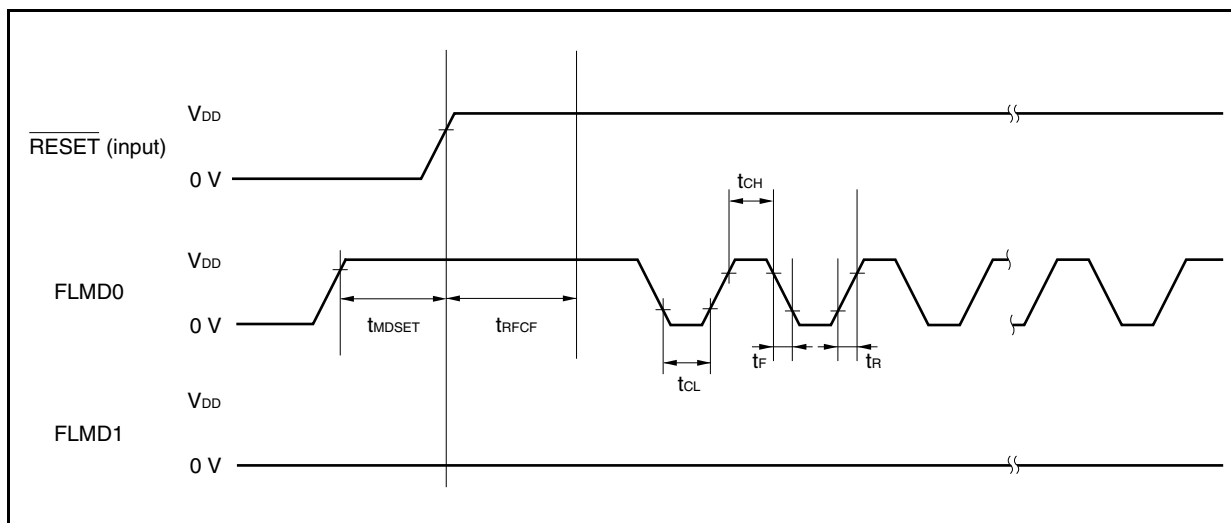 VDD
RESET (input)
0 V
tCH
VDD
FLMD0
0 V
tMDSET
tRFCF
tF
tR
tCL
VDD
FLMD1
0 V